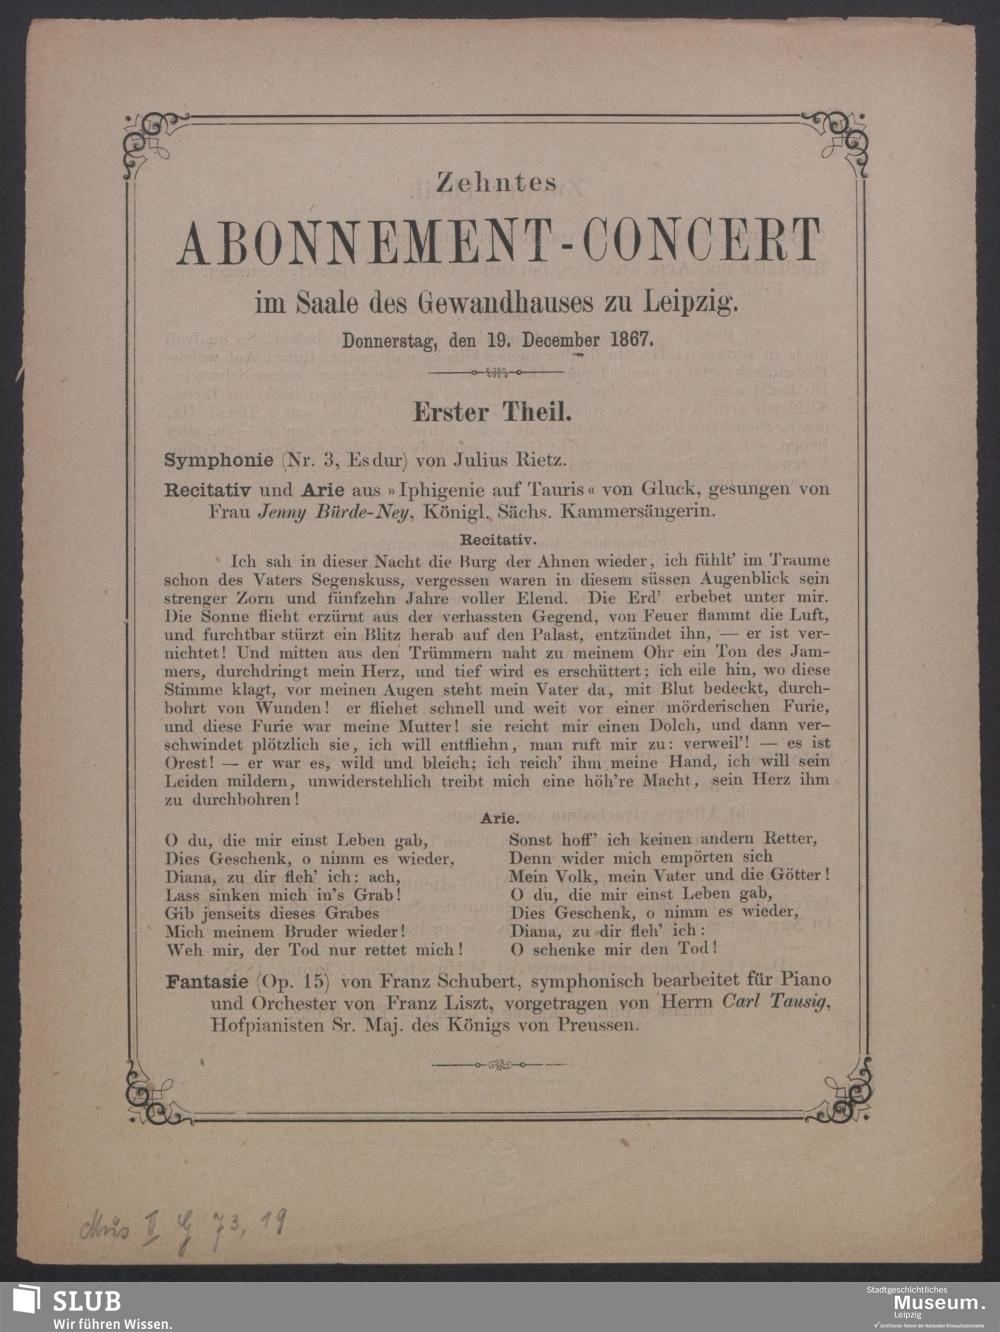 Zehntes
ABONNEMENT-CONCERT
im Saale des Gewandhauses zu Leipzig.
Donnerstag, den 19. December 1867.
Erster Theil.
Symphonie (Nr. 3, Es dur) von Julius Rietz.
Recitativ und Arie aus »Iphigenie auf Tauris« von Gluck, gesungen von
Frau Jenny Bürde-Ney, Königl. Sächs. Kammersängerin.
Recitativ.
Ich sah in dieser Nacht die Burg der Ahnen wieder, ich fühlt' im Traume
schon des Vaters Segenskuss, vergessen waren in diesem süssen Augenblick sein
strenger Zorn und fünfzehn Jahre voller Elend. Die Erd' erbebet unter mir.
Die Sonne flieht erzürnt aus der verhassten Gegend, von Feuer flammt die Luft,
und furchtbar stürzt ein Blitz herab auf den Palast, entzündet ihn, — er ist ver-
nichtet! Und mitten aus den Trümmern naht zu meinem Ohr ein Ton des Jam-
mers, durchdringt mein Herz, und tief wird es erschüttert; ich eile hin, wo diese
Stimme klagt, vor meinen Augen steht mein Vater da, mit Blut bedeckt, durch-
bohrt von Wunden! er fliehet schnell und weit vor einer mörderischen Furie,
und diese Furie war meine Mutter! sie reicht mir einen Dolch, und dann ver-
schwindet plötzlich sie, ich will entfliehn, man ruft mir zu: verweil'! — es ist
Orest! — er war es, wild und bleich; ich reich' ihm meine Hand, ich will sein
Leiden mildern, unwiderstehlich treibt mich eine höh're Macht, sein Herz ihm
zu durchbohren!
Arie.
O du, die mir einst Leben gab,
Dies Geschenk, o nimm es wieder,
Diana, zu dir fleh' ich: ach,
Lass sinken mich in's Grab!
Gib jenseits dieses Grabes
Mich meinem Bruder wieder!
Weh mir, der Tod nur rettet mich!
Sonst hoff' ich keinen andern Retter,
Denn wider mich empörten sich
Mein Volk, mein Vater und die Götter!
O du, die mir einst Leben gab,
Dies Geschenk, o nimm es wieder,
Diana, zu dir fleh' ich:
O schenke mir den Tod!
Fantasie (Op. 15) von Franz Schubert, symphonisch bearbeitet für Piano
und Orchester von Franz Liszt, vorgetragen von Herrn Carl Tausig,
Hofpianisten Sr. Maj. des Königs von Preussen.
Mus II G 73, 19
SLUB
Wir führen Wissen.
Stadtgeschichtliches
Museum.
Leipzig
Zertifizierter Partner der Nationalen Klimaschutzinitiative